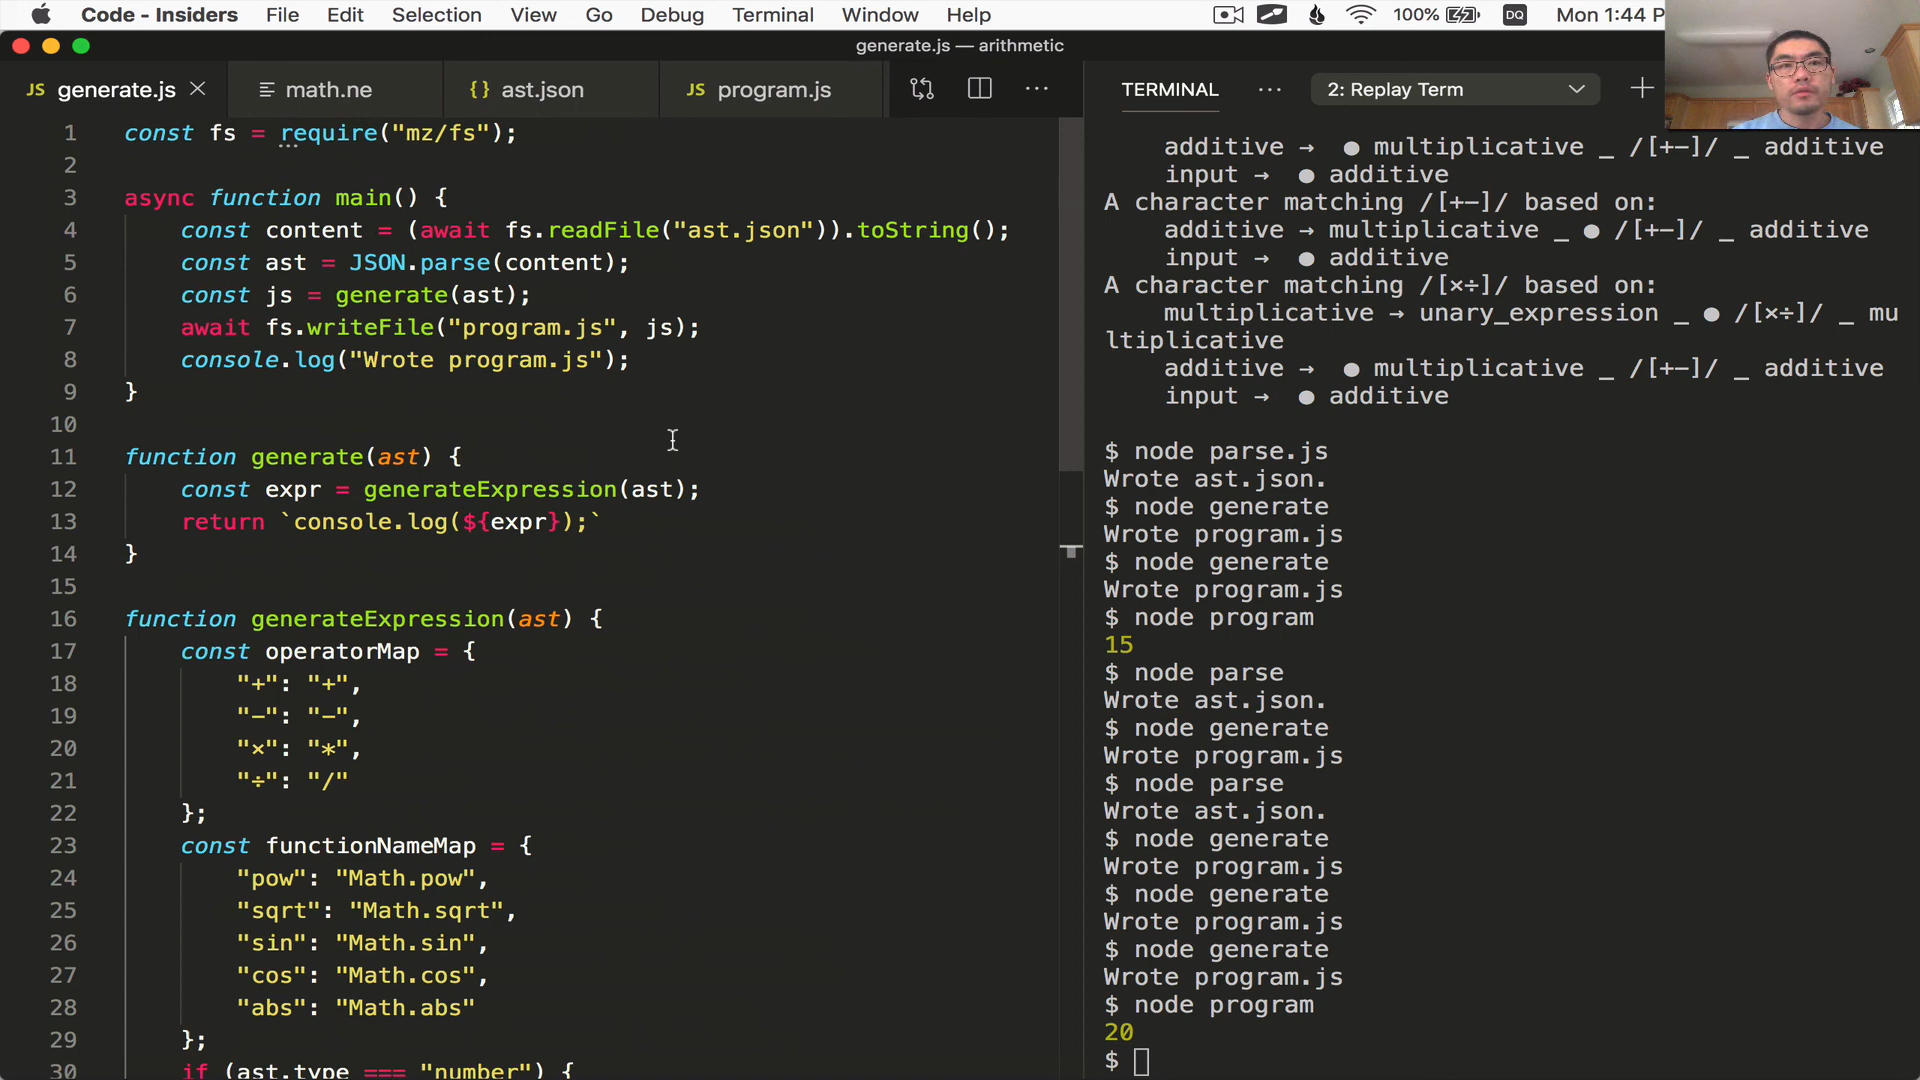 Code - Insiders File Edit Selection View Go Debug Terminal Window Help 100% DQ Mon 1:44 P
generate.js — arithmetic
JS generate.js math.ne {} ast.json JS program.js TERMINAL 2: Replay Term
1 const fs = require("mz/fs");
2
3 async function main() {
4 const content = (await fs.readFile("ast.json")).toString();
5 const ast = JSON.parse(content);
6 const js = generate(ast);
7 await fs.writeFile("program.js", js);
8 console.log("Wrote program.js");
9 }
10
11 function generate(ast) {
12 const expr = generateExpression(ast);
13 return `console.log(${expr});`
14 }
15
16 function generateExpression(ast) {
17 const operatorMap = {
18 "+": "+",
19 "-": "-",
20 "×": "*",
21 "÷": "/"
22 };
23 const functionNameMap = {
24 "pow": "Math.pow",
25 "sqrt": "Math.sqrt",
26 "sin": "Math.sin",
27 "cos": "Math.cos",
28 "abs": "Math.abs"
29 };
30 if (ast.type === "number") {
additive → ● multiplicative _ /[+-]/ _ additive
input → ● additive
A character matching /[+-]/ based on:
additive → multiplicative _ ● /[+-]/ _ additive
input → ● additive
A character matching /[×÷]/ based on:
multiplicative → unary_expression _ ● /[×÷]/ _ mu
ltiplicative
additive → ● multiplicative _ /[+-]/ _ additive
input → ● additive
$ node parse.js
Wrote ast.json.
$ node generate
Wrote program.js
$ node generate
Wrote program.js
$ node program
15
$ node parse
Wrote ast.json.
$ node generate
Wrote program.js
$ node parse
Wrote ast.json.
$ node generate
Wrote program.js
$ node generate
Wrote program.js
$ node generate
Wrote program.js
$ node program
20
$